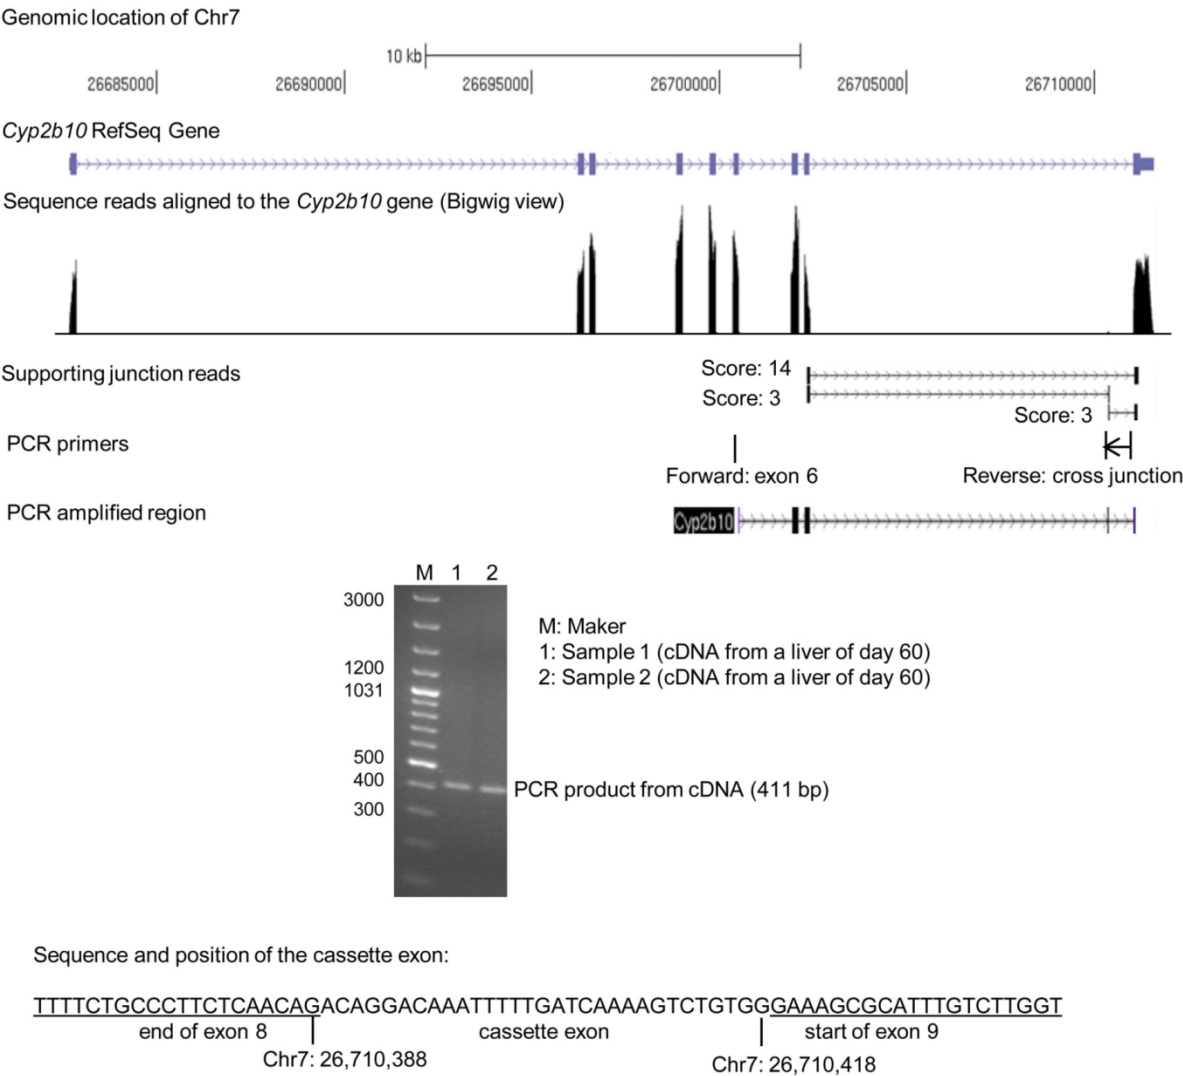 Genomic location of Chr7
10 kb
26685000 26690000 26695000 26700000 26705000 26710000
Cyp2b10 RefSeq Gene
Sequence reads aligned to the Cyp2b10 gene (Bigwig view)
Supporting junction reads
Score: 14
Score: 3
Score: 3
PCR primers
Forward: exon 6
Reverse: cross junction
PCR amplified region
Cyp2b10
M 1 2
3000
1200
1031
500
400
300
M: Maker
1: Sample 1 (cDNA from a liver of day 60)
2: Sample 2 (cDNA from a liver of day 60)
PCR product from cDNA (411 bp)
Sequence and position of the cassette exon:
TTTTCTGCCCTTCTCAACAGACAGGACAAATTTTTGATCAAAAGTCTGTGGGAAAGCGCATTTGTCTTGGT
end of exon 8 cassette exon start of exon 9
Chr7: 26,710,388 Chr7: 26,710,418